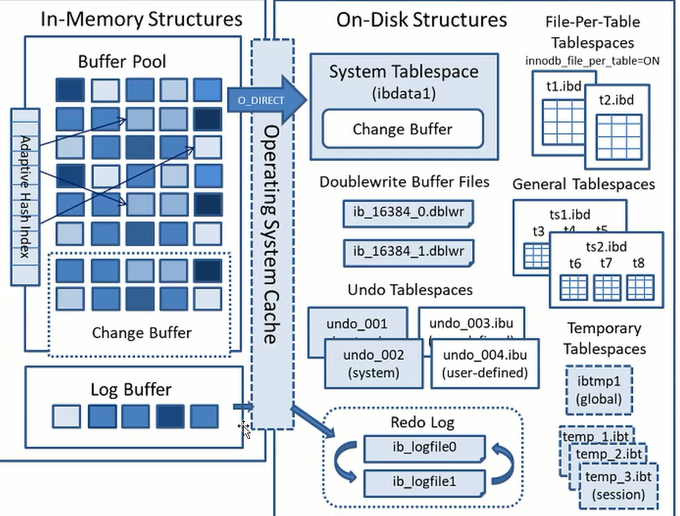 In-Memory Structures
Buffer Pool
Adaptive Hash Index
Change Buffer
Log Buffer
O_DIRECT
Operating System Cache
On-Disk Structures
System Tablespace
(ibdata1)
Change Buffer
Doublewrite Buffer Files
ib_16384_0.dblwr
ib_16384_1.dblwr
Undo Tablespaces
undo_001
undo_002
(system)
undo_003.ibu
undo_004.ibu
(user-defined)
Redo Log
ib_logfile0
ib_logfile1
File-Per-Table
Tablespaces
innodb_file_per_table=ON
t1.ibd
t2.ibd
General Tablespaces
ts1.ibd
t3 t4 t5
ts2.ibd
t6 t7 t8
Temporary
Tablespaces
ibtmp1
(global)
temp_1.ibt
temp_2.ibt
temp_3.ibt
(session)